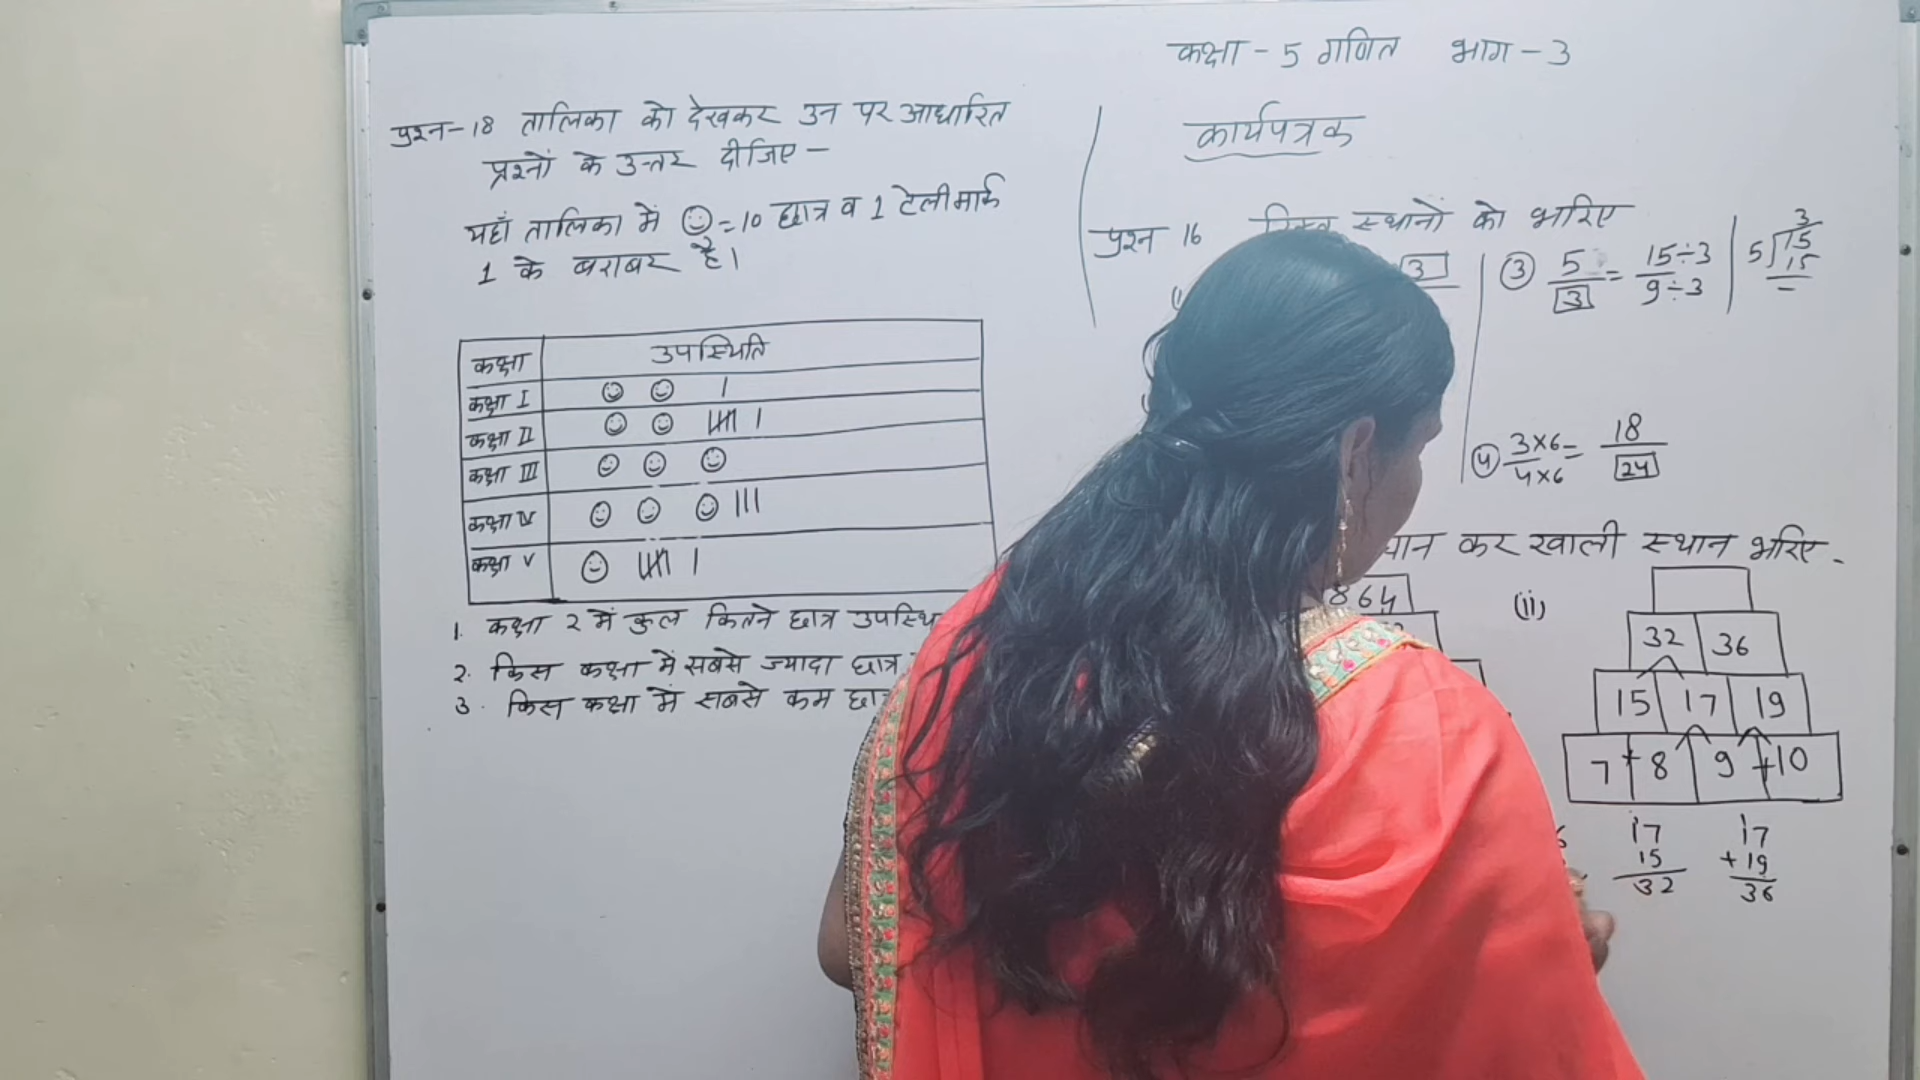 कक्षा - 5 गणित भाग - 3
प्रश्न - 18 तालिका को देखकर उन पर आधारित
प्रश्नों के उत्तर दीजिए -
यहाँ तालिका में ☺ = 10 छात्र व 1 टेलीमार्क
1 के बराबर है।
कक्षा उपस्थिति
कक्षा I ☺ ☺ |
कक्षा II ☺ ☺ |
कक्षा III ☺ ☺ ☺
कक्षा IV ☺ ☺ ☺ |||
कक्षा V ☺ |
1. कक्षा 2 में कुल कितने छात्र
2. किस कक्षा में सबसे ज्यादा छात्र
3. किस कक्षा में सबसे कम
कार्यपत्रक
प्रश्न 16 स्थानों को भरिए
3
③ 5/3 = 15÷3/9÷3
3
5)15
15
④ 3×6/4×6 = 18/24
कर खाली स्थान भरिए -
864
(ii)
32 36
15 17 19
7 + 8 9 + 10
17
15
32
17
+ 19
36